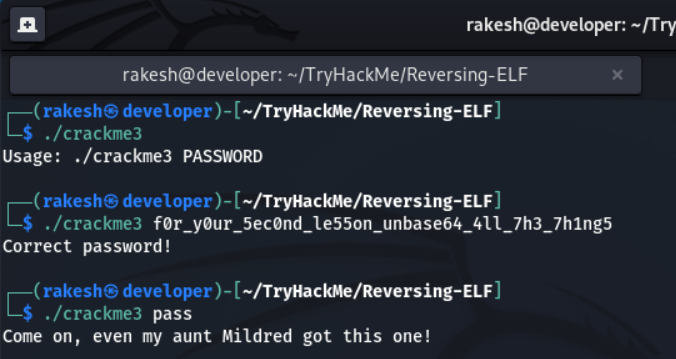 rakesh@developer: ~/Try
rakesh@developer: ~/TryHackMe/Reversing-ELF ×
┌──(rakesh㉿developer)-[~/TryHackMe/Reversing-ELF]
└─$ ./crackme3
Usage: ./crackme3 PASSWORD
┌──(rakesh㉿developer)-[~/TryHackMe/Reversing-ELF]
└─$ ./crackme3 f0r_y0ur_5ec0nd_le55on_unbase64_4ll_7h3_7h1ng5
Correct password!
┌──(rakesh㉿developer)-[~/TryHackMe/Reversing-ELF]
└─$ ./crackme3 pass
Come on, even my aunt Mildred got this one!